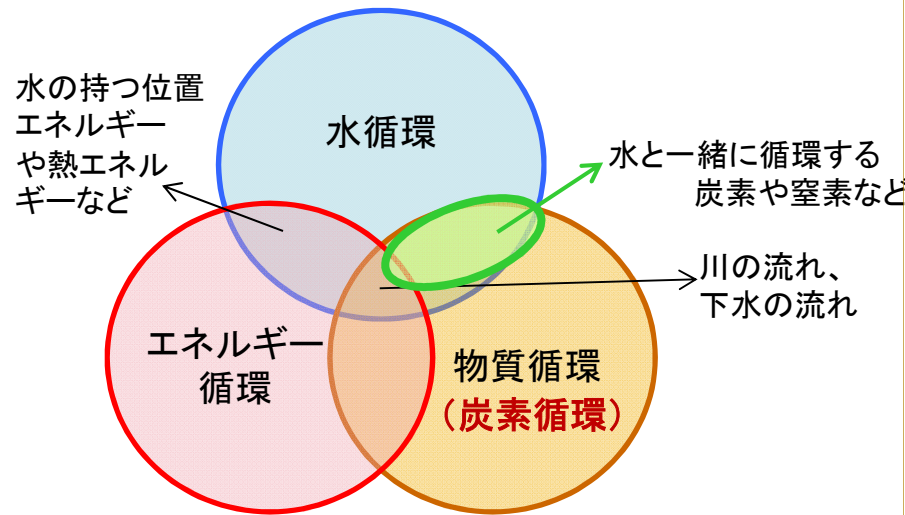 水の持つ位置
エネルギー
や熱エネル
ギーなど
水循環
水と一緒に循環する
炭素や窒素など
川の流れ、
下水の流れ
エネルギー
循環
物質循環
（炭素循環）